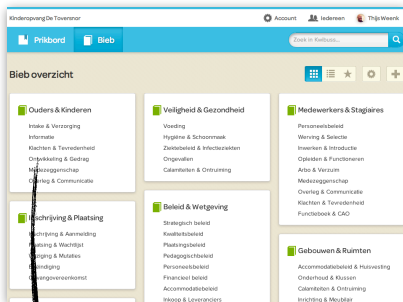 Kinderopvang De Toversnor
Account
Iedereen
Thijs Weenk
Prikbord
Bieb
Zoek in Kwibuss...
Bieb overzicht
Ouders & Kinderen
Intake & Verzorging
Informatie
Klachten & Tevredenheid
Ontwikkeling & Gedrag
Medezeggenschap
Overleg & Communicatie
Inschrijving & Plaatsing
Inschrijving & Aanmelding
Plaatsing & Wachtlijst
Wijziging & Mutaties
Beëindiging
Opvangovereenkomst
Veiligheid & Gezondheid
Voeding
Hygiëne & Schoonmaak
Ziektebeleid & Infectieziekten
Ongevallen
Calamiteiten & Ontruiming
Beleid & Wetgeving
Strategisch beleid
Kwaliteitsbeleid
Plaatsingsbeleid
Pedagogischbeleid
Personeelsbeleid
Financieel beleid
Accommodatiebeleid
Inkoop & Leveranciers
Medewerkers & Stagiaires
Personeelsbeleid
Werving & Selectie
Inwerken & Introductie
Opleiden & Functioneren
Arbo & Verzuim
Medezeggenschap
Overleg & Communicatie
Klachten & Tevredenheid
Functieboek & CAO
Gebouwen & Ruimten
Accommodatiebeleid & Huisvesting
Onderhoud & Klussen
Calamiteiten & Ontruiming
Inrichting & Meubilair